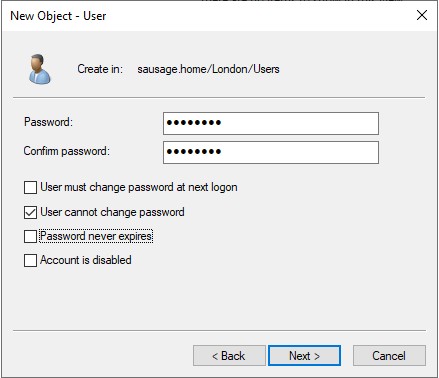 New Object - User
Create in: sausage.home/London/Users
Password: ●●●●●●●●
Confirm password: ●●●●●●●●
User must change password at next logon
User cannot change password
Password never expires
Account is disabled
< Back Next > Cancel